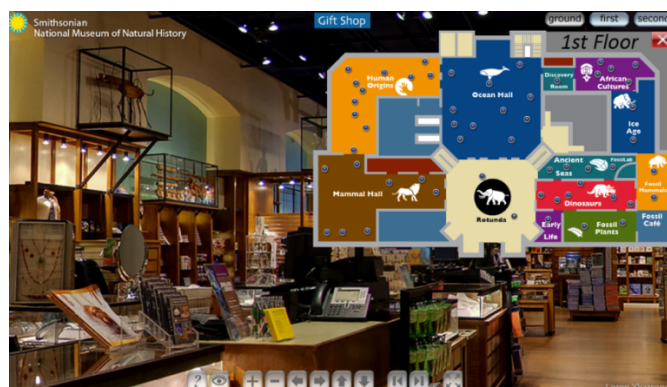 Smithsonian
National Museum of Natural History
Gift Shop
ground
first
second
1st Floor
Human
Origins
Ocean Hall
Discovery
Room
African
Cultures
Ice
Age
Mammal Hall
Rotunda
Ancient
Seas
FossiLab
Dinosaurs
Fossil
Mammals
Early
Life
Fossil
Plants
Fossil
Café
?